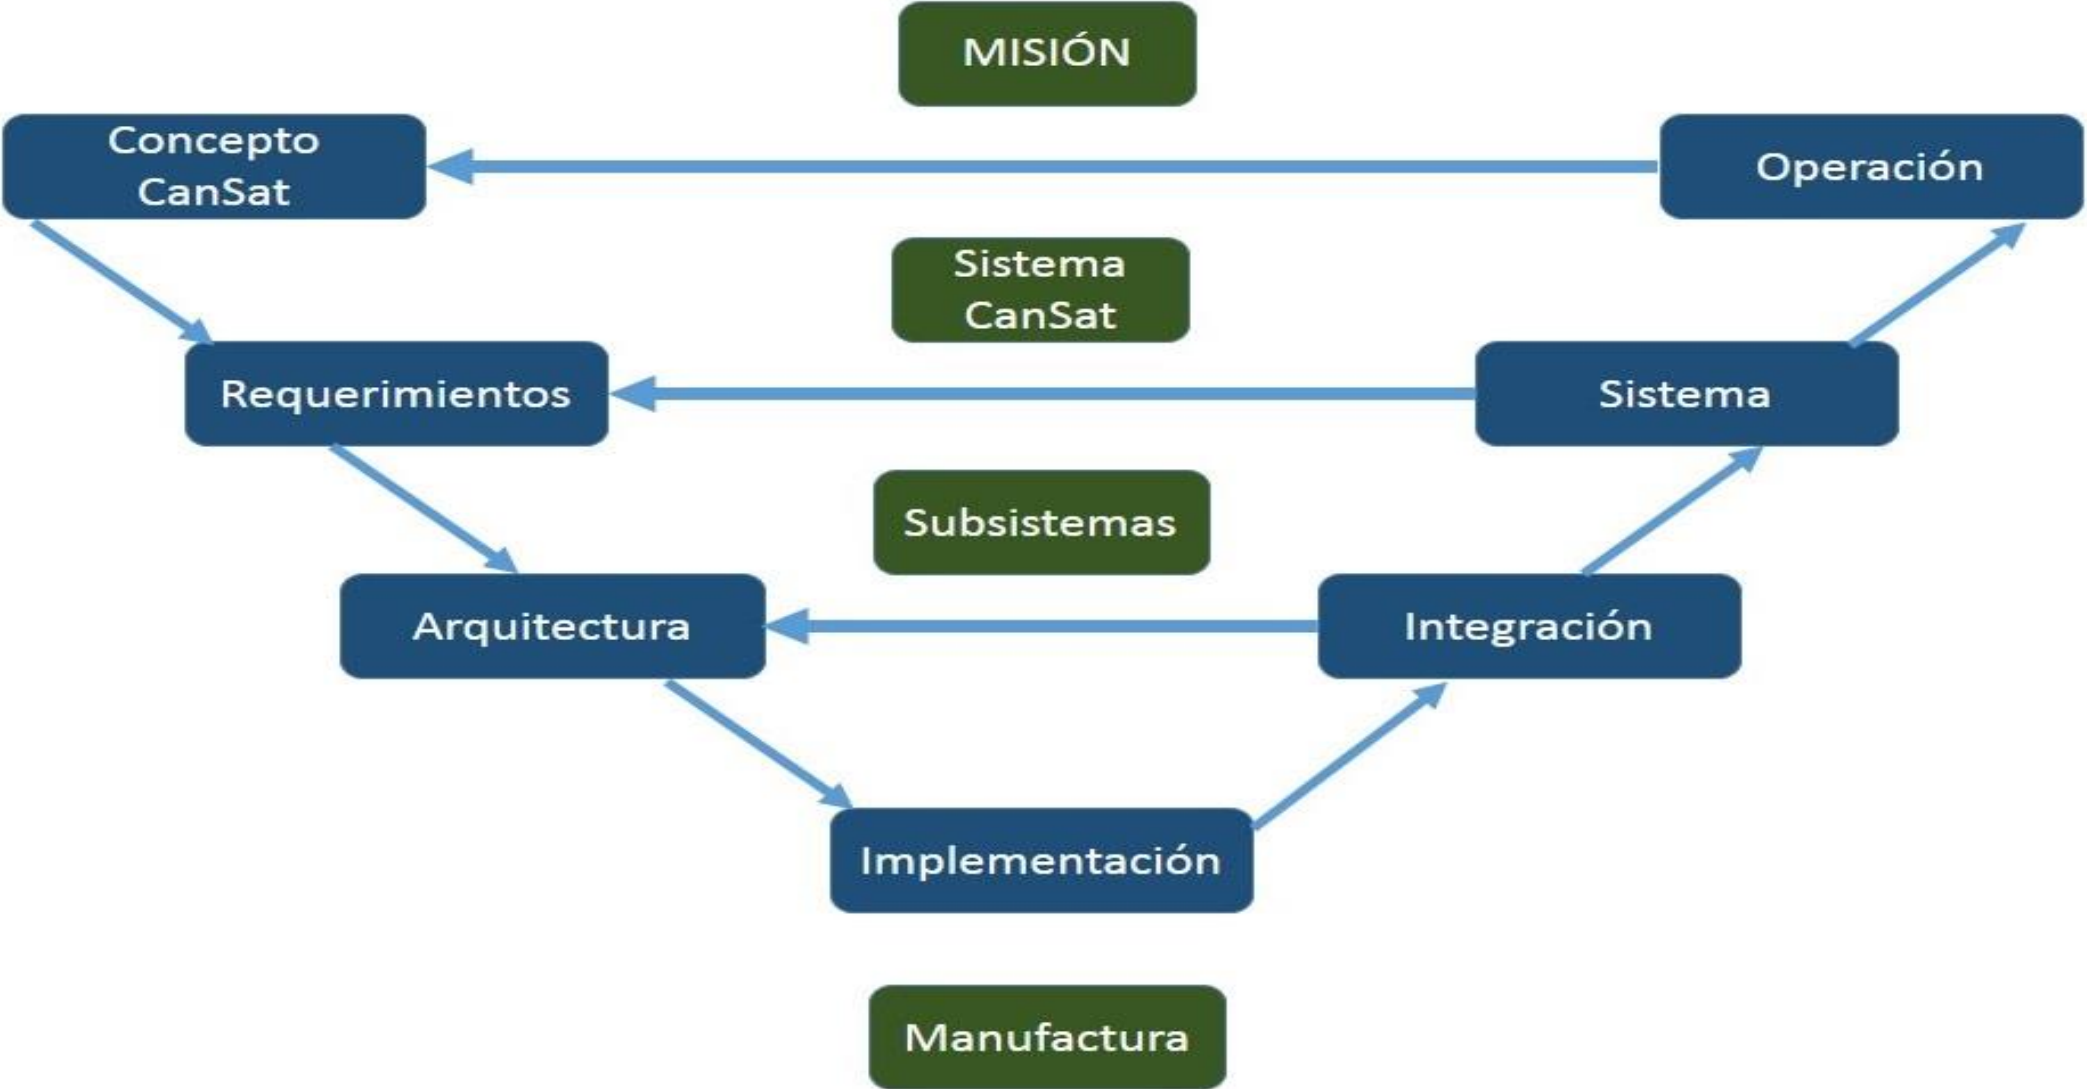 MISIÓN
Concepto
CanSat
Operación
Sistema
CanSat
Requerimientos
Sistema
Subsistemas
Arquitectura
Integración
Implementación
Manufactura